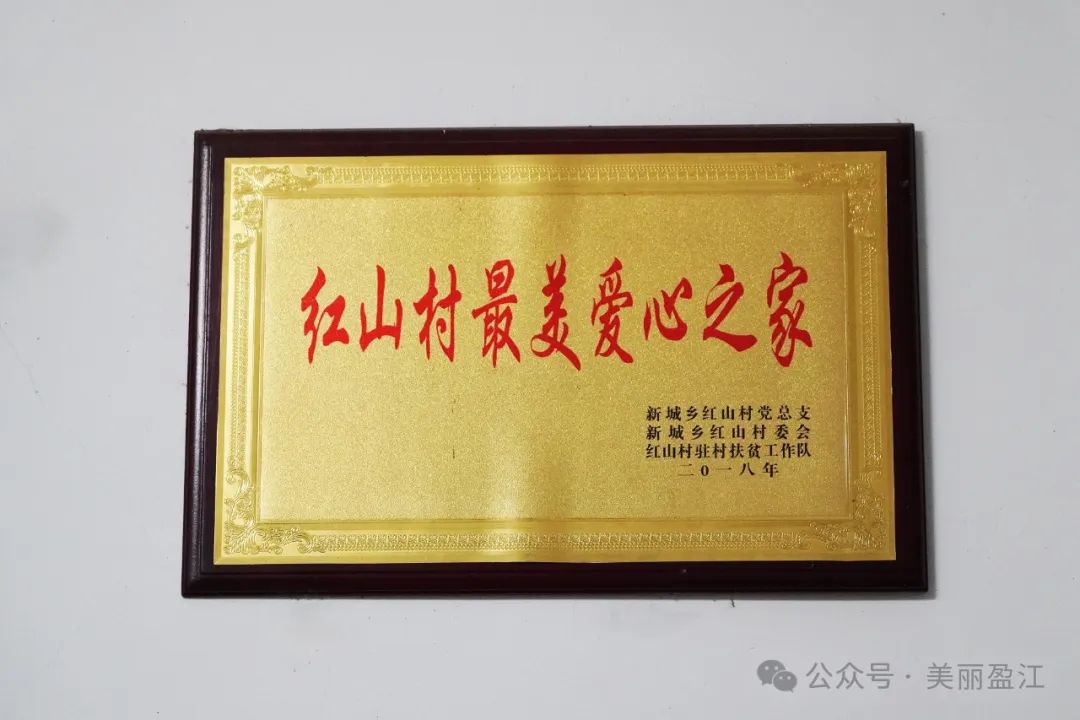 红山村最美爱心之家
新城乡红山村党总支
新城乡红山村委会
红山村驻村扶贫工作队
二0一八年
公众号·美丽盈江